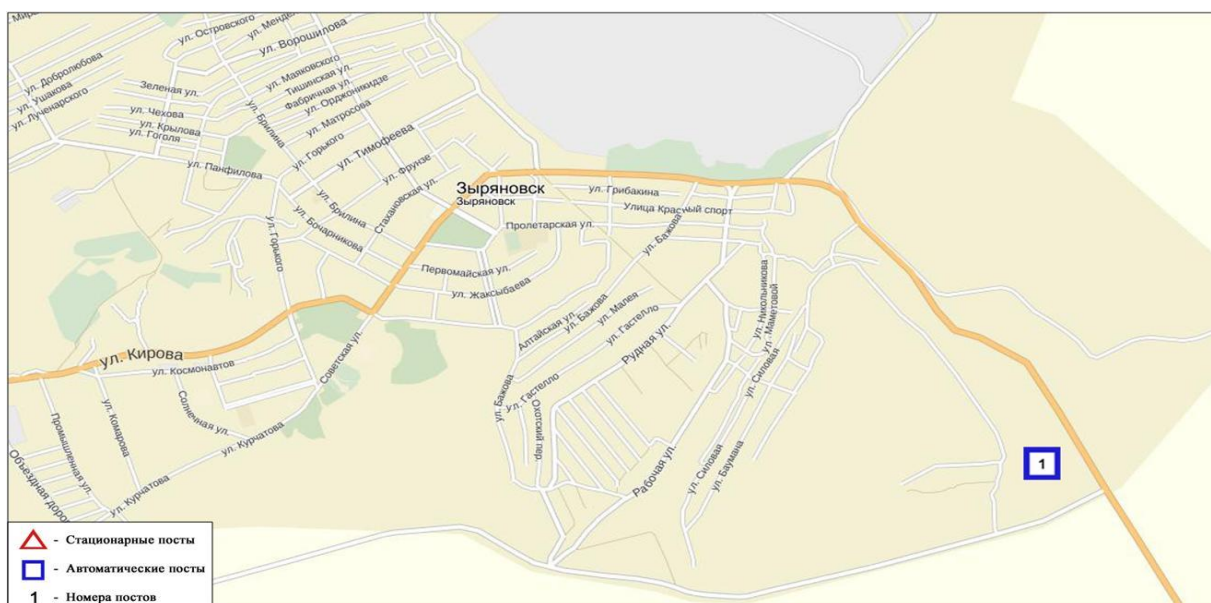 ул. Островского
ул. Ворошилова
ул. Добролюбова
ул. Ушакова
ул. Луначарского
Зеленая ул.
ул. Чехова
ул. Крылова
ул. Гоголя
ул. Панфилова
ул. Брилина
ул. Маяковского
Тишинская ул.
Фабричная ул.
ул. Орджоникидзе
ул. Матросова
ул. Горького
ул. Тимофеева
ул. Фрунзе
Стахановская ул.
Зыряновск
Зыряновск
ул. Грибакина
Улица Красный спорт
Пролетарская ул.
ул. Бажова
ул. Брилина
ул. Бочарникова
ул. Горького
Первомайская ул.
ул. Жаксыбаева
Алтайская ул.
ул. Бажова
ул. Малея
ул. Гастелло
Рудная ул.
ул. Никольникова
ул. Маметовой
ул. Силовая
ул. Кирова
ул. Космонавтов
Советская ул.
Солнечная ул.
ул. Комарова
Промышленная ул.
ул. Курчатова
ул. Курчатова
ул. Бажова
ул. Гастелло
Охотский пер.
Рабочая ул.
ул. Силовая
ул. Баумана
1
- Стационарные посты
- Автоматические посты
1 - Номера постов